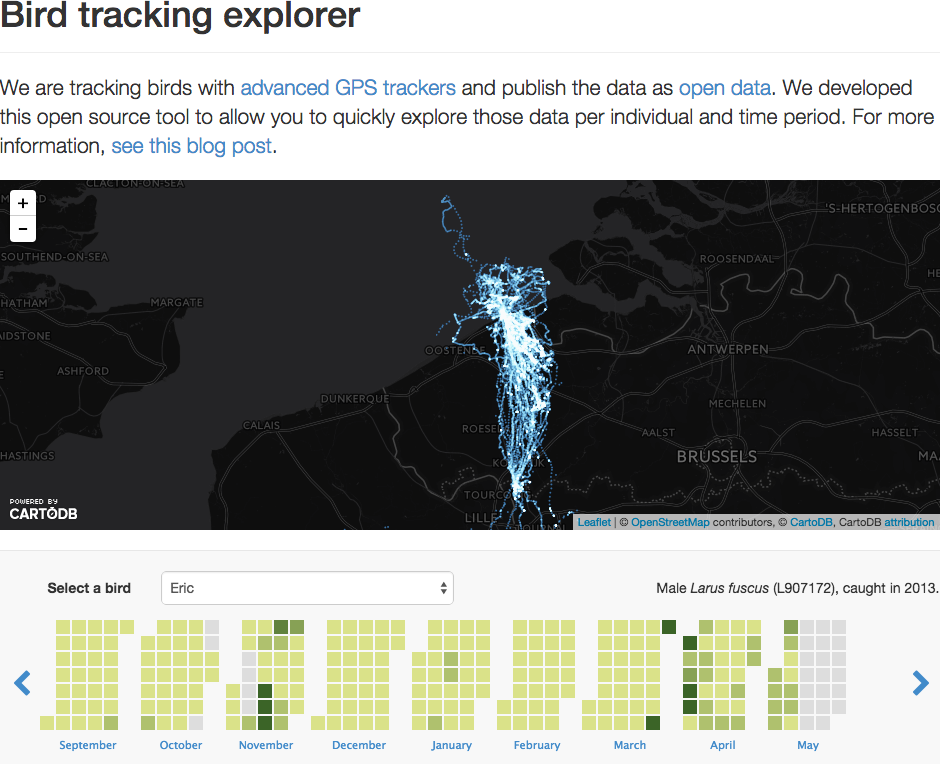 Bird tracking explorer
We are tracking birds with advanced GPS trackers and publish the data as open data. We developed
this open source tool to allow you to quickly explore those data per individual and time period. For more
information, see this blog post.
CLACTON-ON-SEA
+
−
'S-HERTOGENBOSC
SOUTHEND-ON-SEA
ROOSENDAAL
HATHAM
MARGATE
AIDSTONE
OOSTENDE
ANTWERPEN
ASHFORD
DUNKERQUE
MECHELEN
CALAIS
ROESE
AALST
HASSELT
HASTINGS
BRUSSELS
MA
KORTRIJK
TOURCO
POWERED BY
CARTODB
LILLE
Leaflet | © OpenStreetMap contributors, © CartoDB, CartoDB attribution
Select a bird
Eric
Male Larus fuscus (L907172), caught in 2013.
September October November December January February March April May